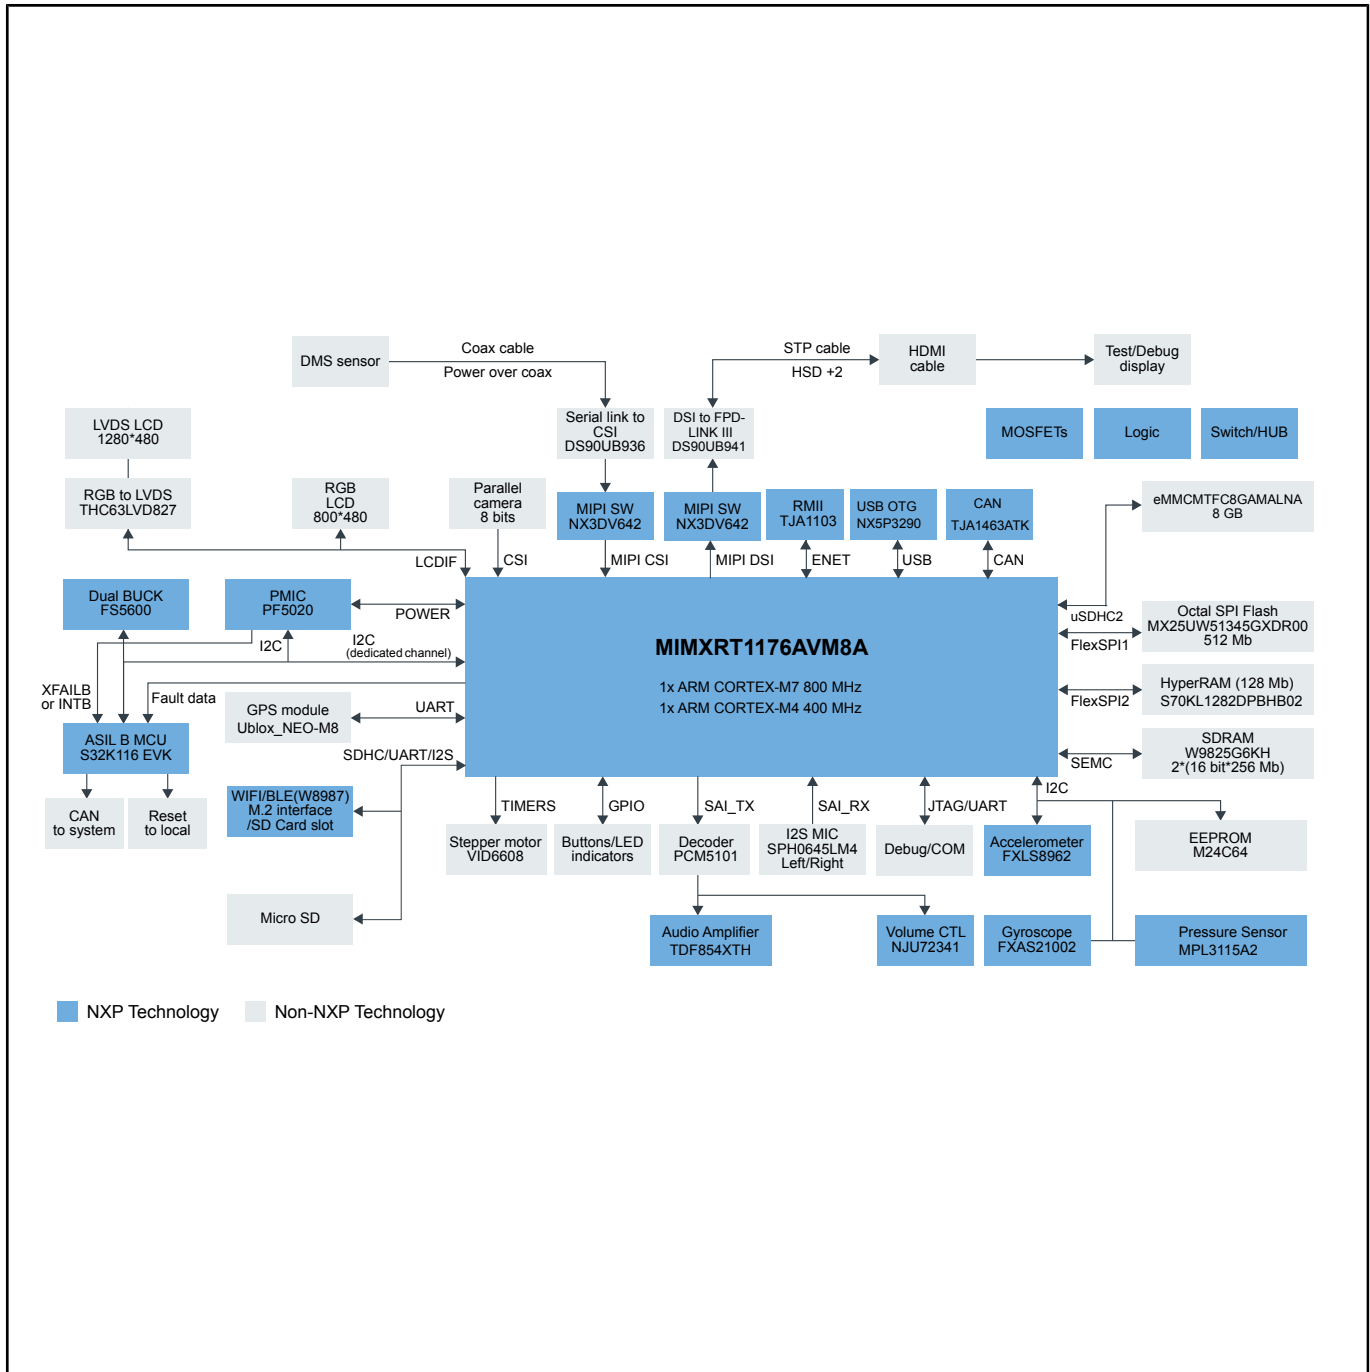 DMS sensor
Coax cable
Power over coax
STP cable
HSD +2
HDMI
cable
Test/Debug
display
LVDS LCD
1280*480
Serial link to
CSI
DS90UB936
DSI to FPD-
LINK III
DS90UB941
MOSFETs
Logic
Switch/HUB
RGB to LVDS
THC63LVD827
RGB
LCD
800*480
Parallel
camera
8 bits
MIPI SW
NX3DV642
MIPI SW
NX3DV642
RMII
TJA1103
USB OTG
NX5P3290
CAN
TJA1463ATK
eMMCMTFC8GAMALNA
8 GB
LCDIF
CSI
MIPI CSI
MIPI DSI
ENET
USB
CAN
Dual BUCK
FS5600
PMIC
PF5020
POWER
I2C
I2C
(dedicated channel)
XFAILB
or INTB
Fault data
MIMXRT1176AVM8A
1x ARM CORTEX-M7 800 MHz
1x ARM CORTEX-M4 400 MHz
uSDHC2
FlexSPI1
Octal SPI Flash
MX25UW51345GXDR00
512 Mb
FlexSPI2
HyperRAM (128 Mb)
S70KL1282DPBHB02
SEMC
SDRAM
W9825G6KH
2*(16 bit*256 Mb)
GPS module
Ublox_NEO-M8
UART
ASIL B MCU
S32K116 EVK
SDHC/UART/I2S
CAN
to system
Reset
to local
WIFI/BLE(W8987)
M.2 interface
/SD Card slot
TIMERS
GPIO
SAI_TX
SAI_RX
JTAG/UART
I2C
Stepper motor
VID6608
Buttons/LED
indicators
Decoder
PCM5101
I2S MIC
SPH0645LM4
Left/Right
Debug/COM
Accelerometer
FXLS8962
EEPROM
M24C64
Micro SD
Audio Amplifier
TDF854XTH
Volume CTL
NJU72341
Gyroscope
FXAS21002
Pressure Sensor
MPL3115A2
NXP Technology
Non-NXP Technology